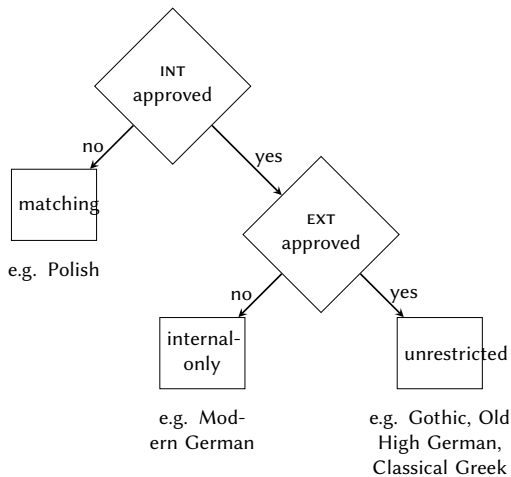 INT
approved
no
yes
matching
e.g. Polish
EXT
approved
no
yes
internal-
only
unrestricted
e.g. Mod-
ern German
e.g. Gothic, Old
High German,
Classical Greek